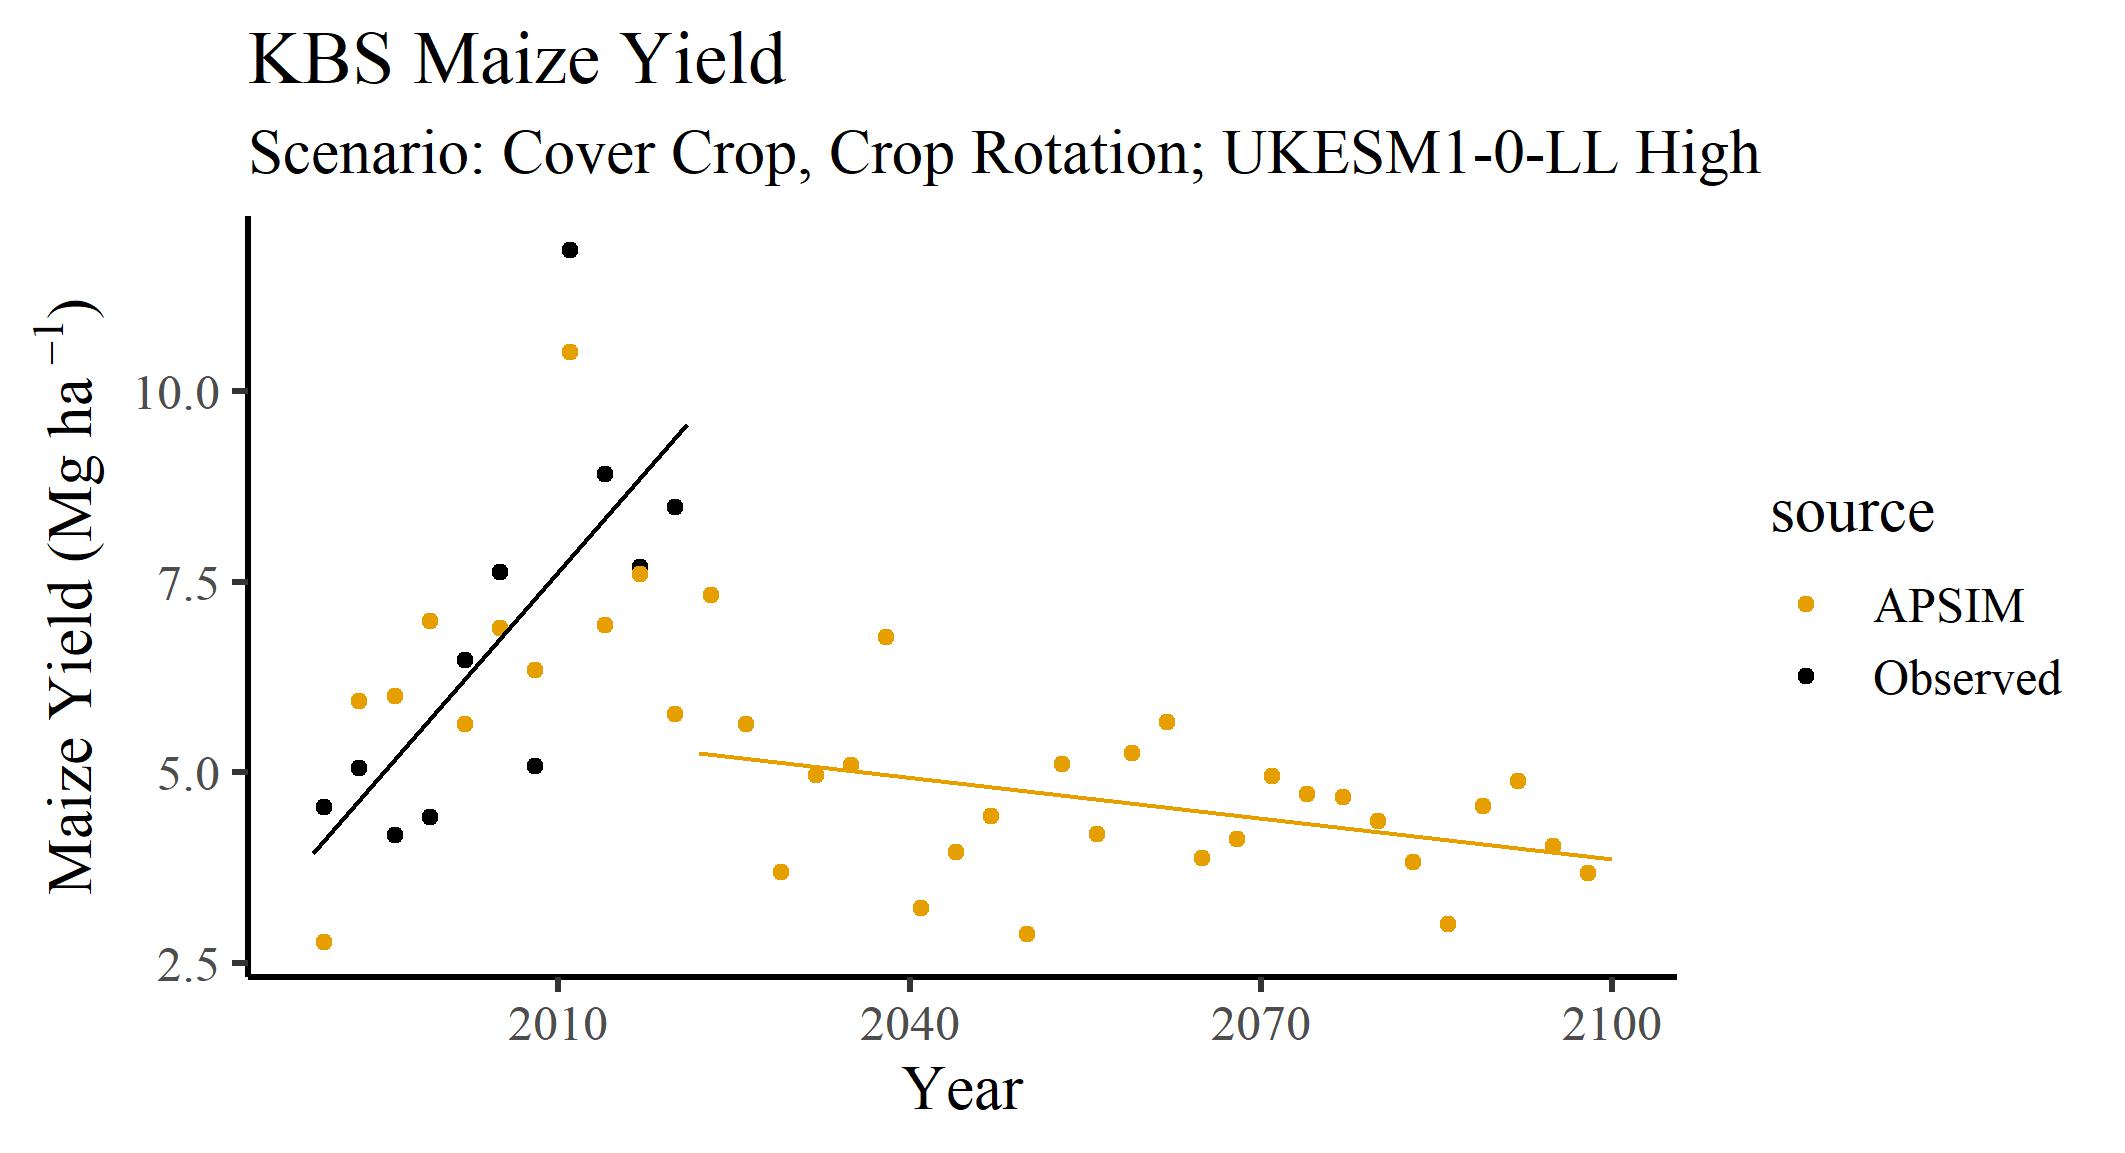 KBS Maize Yield
Scenario: Cover Crop, Crop Rotation; UKESM1-0-LL High
Maize Yield (Mg ha ⁻¹)
10.0
7.5
5.0
2.5
2010 2040 2070 2100
Year
source
APSIM
Observed